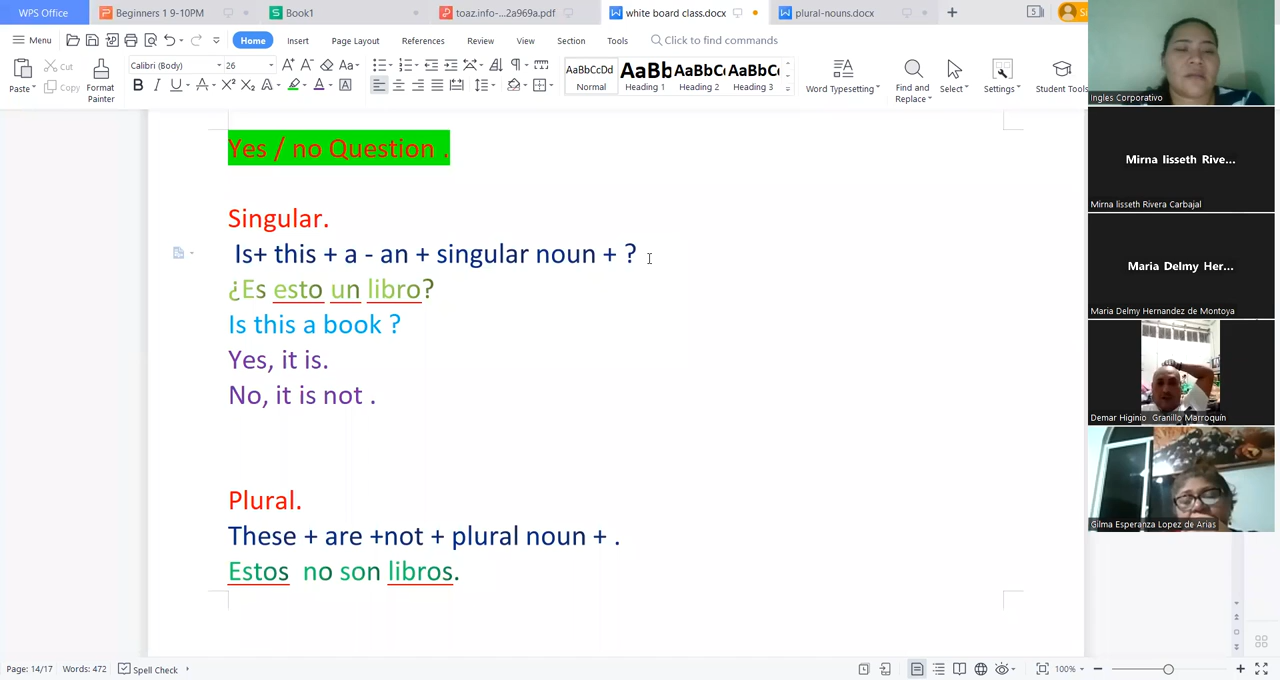 WPS Office
Beginners 1 9-10PM
Book1
toaz.info-...2a969a.pdf
white board class.docx
plural-nouns.docx
5
Si
Menu
Home
Insert
Page Layout
References
Review
View
Section
Tools
Click to find commands
Paste
Cut
Copy
Format Painter
Calibri (Body)
26
AaBbCcDd
Normal
AaBb
Heading 1
AaBbCc
Heading 2
AaBbCc
Heading 3
Word Typesetting
Find and Replace
Select
Settings
Student Tools
Yes / no Question .
Singular.
Is+ this + a - an + singular noun + ?
¿Es esto un libro?
Is this a book ?
Yes, it is.
No, it is not .
Plural.
These + are +not + plural noun + .
Estos no son libros.
Ingles Corporativo
Mirna lisseth Rive...
Mirna lisseth Rivera Carbajal
Maria Delmy Her...
Maria Delmy Hernandez de Montoya
Demar Higinio Granillo Marroquín
Gilma Esperanza Lopez de Arias
Page: 14/17
Words: 472
Spell Check
100%